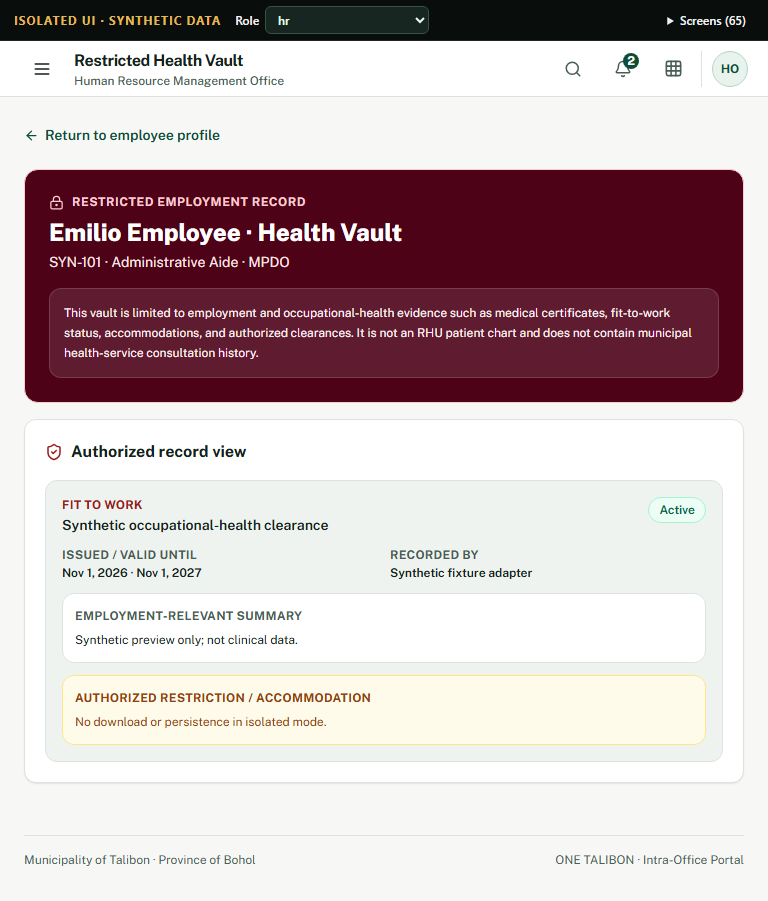 ISOLATED UI · SYNTHETIC DATA Role hr ▶ Screens (65)
Restricted Health Vault
Human Resource Management Office
2
HO
← Return to employee profile
RESTRICTED EMPLOYMENT RECORD
Emilio Employee · Health Vault
SYN-101 · Administrative Aide · MPDO
This vault is limited to employment and occupational-health evidence such as medical certificates, fit-to-work
status, accommodations, and authorized clearances. It is not an RHU patient chart and does not contain municipal
health-service consultation history.
Authorized record view
FIT TO WORK
Active
Synthetic occupational-health clearance
ISSUED / VALID UNTIL
Nov 1, 2026 · Nov 1, 2027
RECORDED BY
Synthetic fixture adapter
EMPLOYMENT-RELEVANT SUMMARY
Synthetic preview only; not clinical data.
AUTHORIZED RESTRICTION / ACCOMMODATION
No download or persistence in isolated mode.
Municipality of Talibon · Province of Bohol
ONE TALIBON · Intra-Office Portal